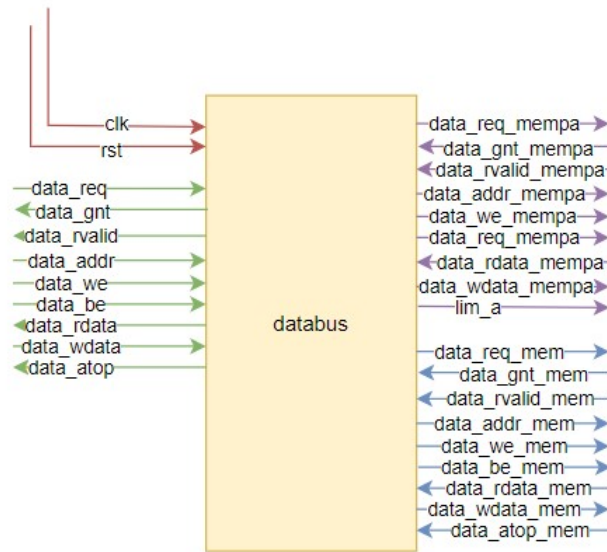 clk
rst
data_req
data_gnt
data_rvalid
data_addr
data_we
data_be
data_rdata
data_wdata
data_atop
databus
data_req_mempa
data_gnt_mempa
data_rvalid_mempa
data_addr_mempa
data_we_mempa
data_req_mempa
data_rdata_mempa
data_wdata_mempa
lim_a
data_req_mem
data_gnt_mem
data_rvalid_mem
data_addr_mem
data_we_mem
data_be_mem
data_rdata_mem
data_wdata_mem
data_atop_mem